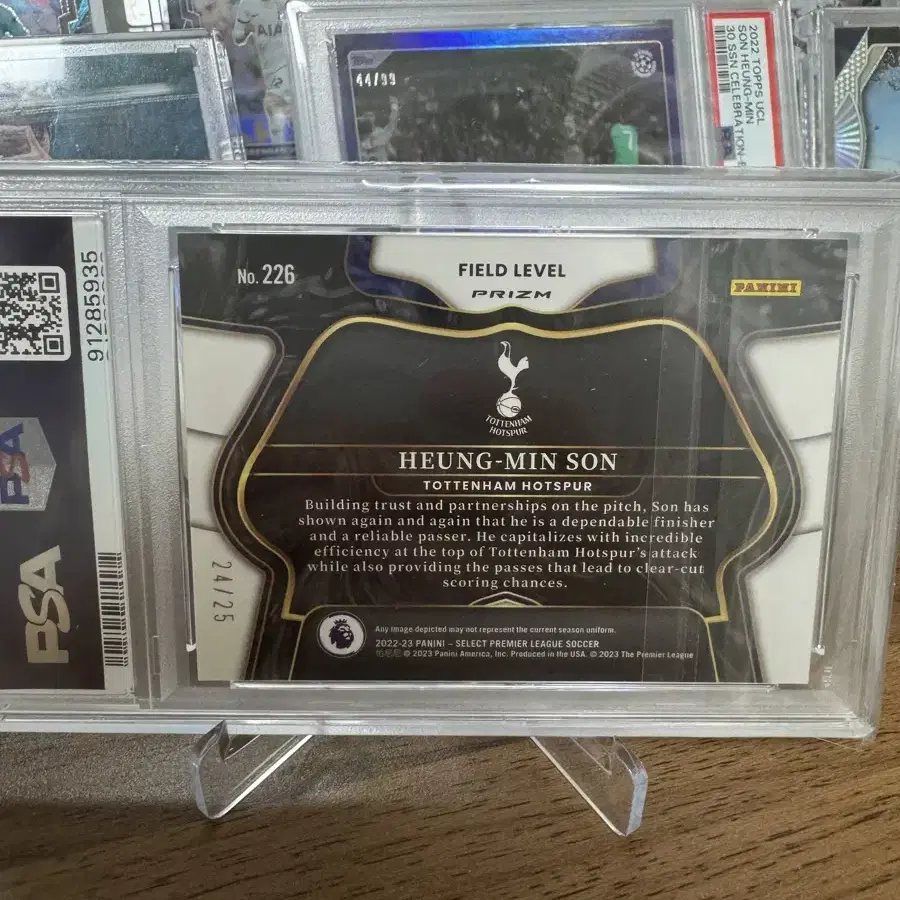 44/99
2022 TOPPS UCL
SON HEUNG-MIN
30 SSN CELEBRATION
91285935
PSA
PSA
No. 226
FIELD LEVEL
PRIZM
PANINI
TOTTENHAM
HOTSPUR
HEUNG-MIN SON
TOTTENHAM HOTSPUR
Building trust and partnerships on the pitch, Son has
shown again and again that he is a dependable finisher
and a reliable passer. He capitalizes with incredible
efficiency at the top of Tottenham Hotspur's attack
while also providing the passes that lead to clear-cut
scoring chances.
24/25
Any image depicted may not represent the current season uniform.
2022-23 PANINI – SELECT PREMIER LEAGUE SOCCER
© 2023 Panini America, Inc. Produced in the USA. © 2023 The Premier League